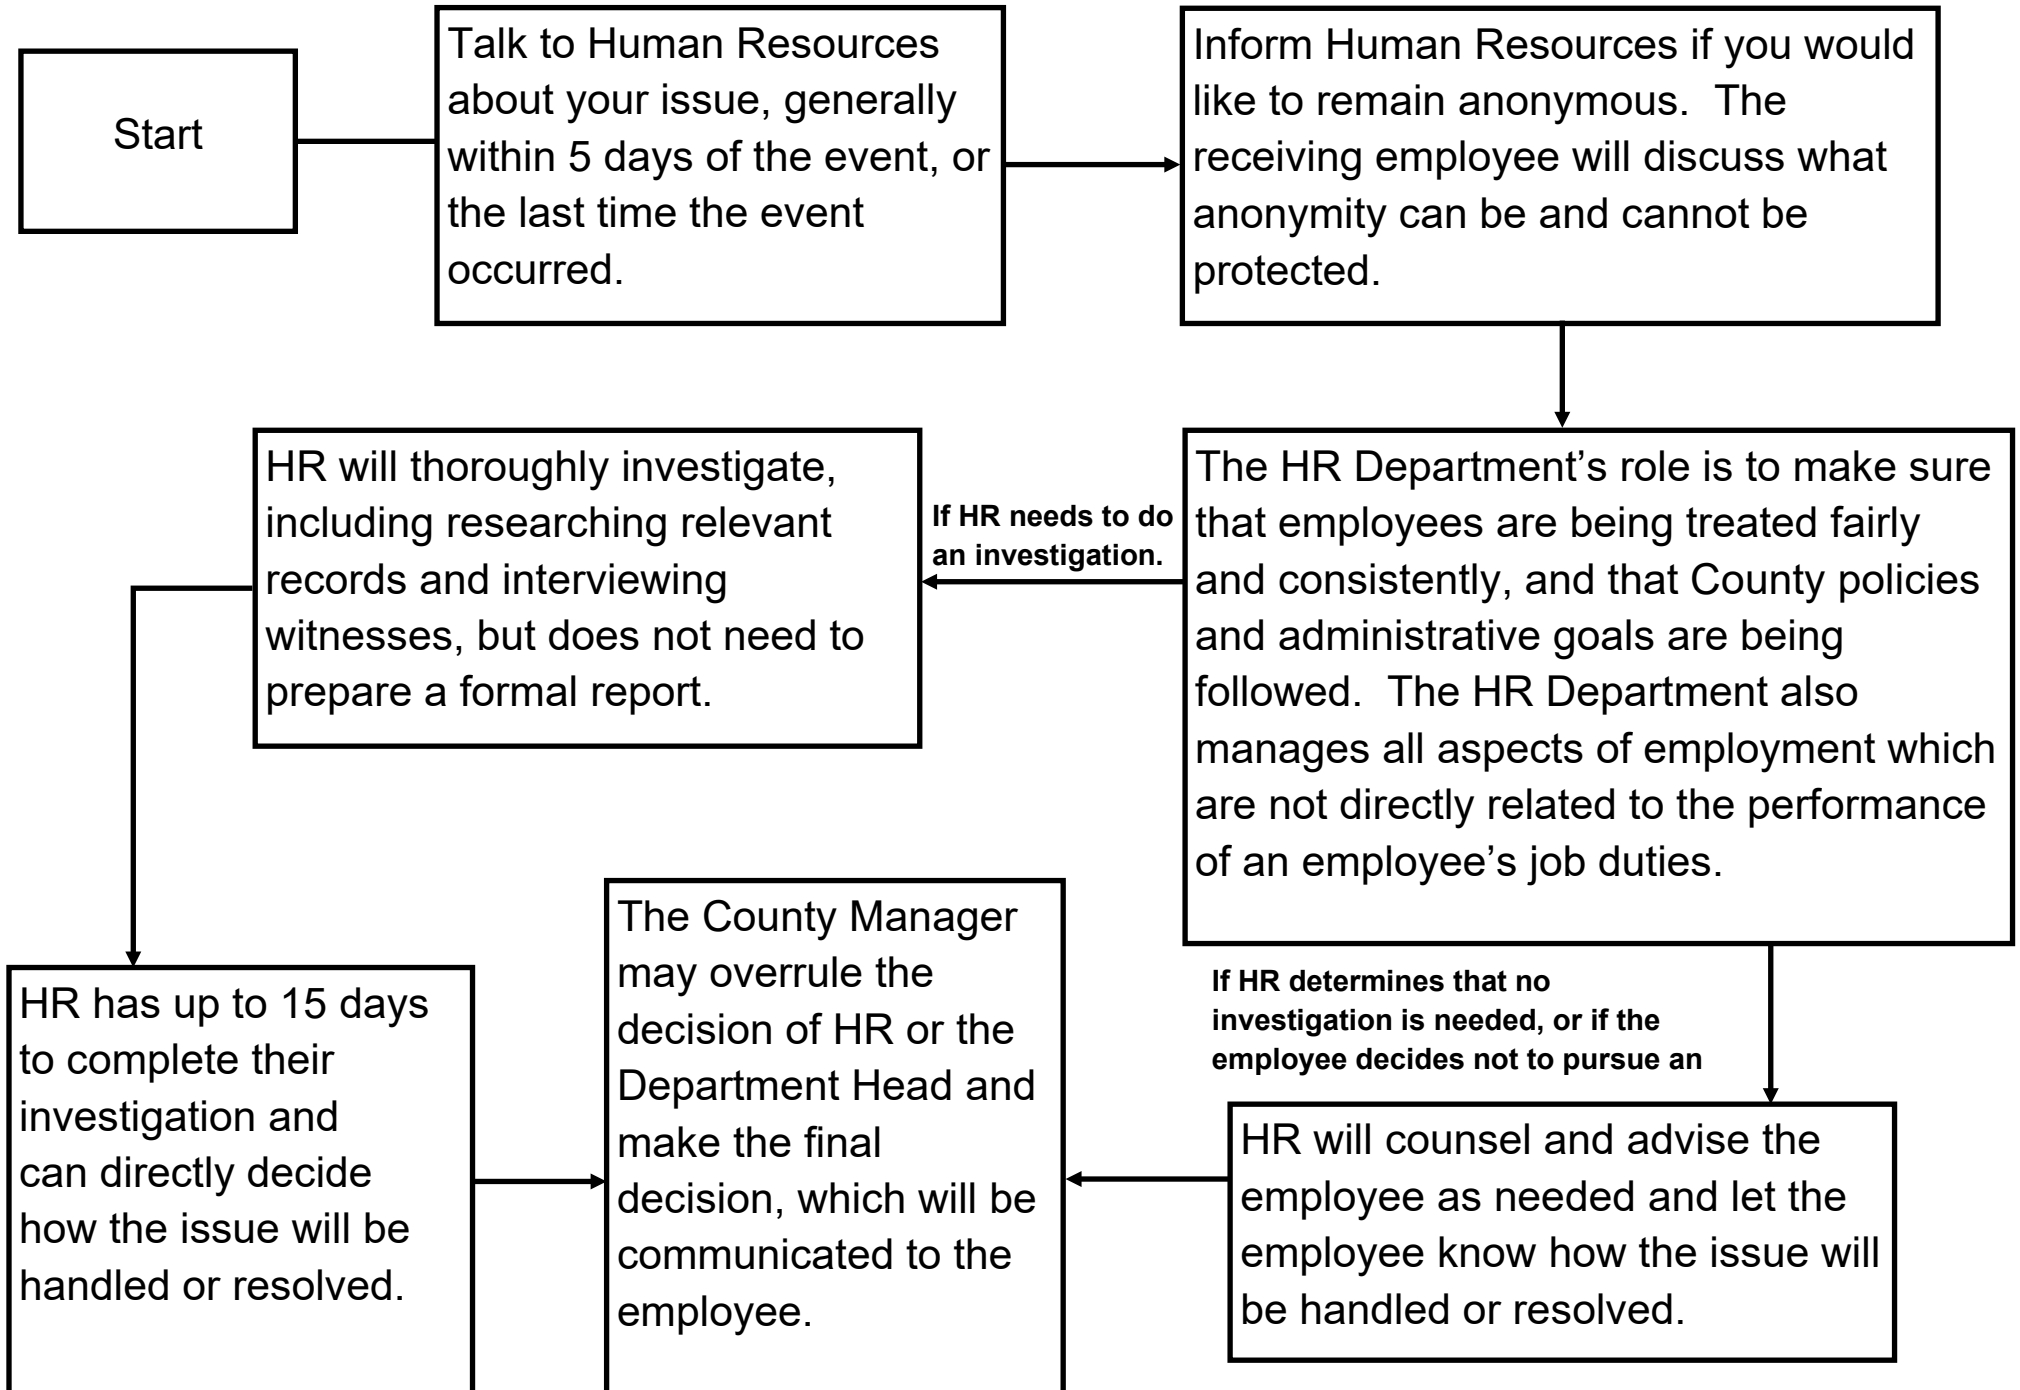 Start
Talk to Human Resources
about your issue, generally
within 5 days of the event, or
the last time the event
occurred.
Inform Human Resources if you would
like to remain anonymous.  The
receiving employee will discuss what
anonymity can be and cannot be
protected.
The HR Department’s role is to make sure
that employees are being treated fairly
and consistently, and that County policies
and administrative goals are being
followed.  The HR Department also
manages all aspects of employment which
are not directly related to the performance
of an employee’s job duties.
If HR needs to do
an investigation.
HR will thoroughly investigate,
including researching relevant
records and interviewing
witnesses, but does not need to
prepare a formal report.
HR has up to 15 days
to complete their
investigation and
can directly decide
how the issue will be
handled or resolved.
If HR determines that no
investigation is needed, or if the
employee decides not to pursue an
HR will counsel and advise the
employee as needed and let the
employee know how the issue will
be handled or resolved.
The County Manager
may overrule the
decision of HR or the
Department Head and
make the final
decision, which will be
communicated to the
employee.